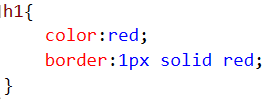 h1{
color:red;
border:1px solid red;
}